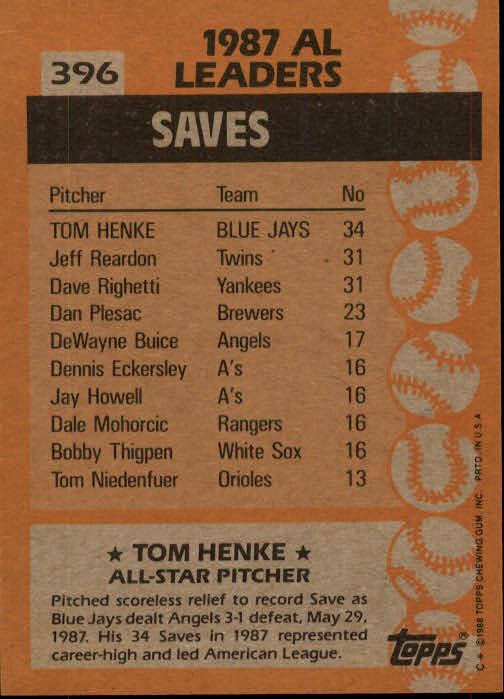 1987 AL
LEADERS
396
SAVES
Pitcher Team No
TOM HENKE BLUE JAYS 34
Jeff Reardon Twins 31
Dave Righetti Yankees 31
Dan Plesac Brewers 23
DeWayne Buice Angels 17
Dennis Eckersley A's 16
Jay Howell A's 16
Dale Mohorcic Rangers 16
Bobby Thigpen White Sox 16
Tom Niedenfuer Orioles 13
★ TOM HENKE ★
ALL-STAR PITCHER
Pitched scoreless relief to record Save as
Blue Jays dealt Angels 3-1 defeat, May 29,
1987. His 34 Saves in 1987 represented
career-high and led American League.
topps®
C ★ © 1988 TOPPS CHEWING GUM, INC. PRTD. IN U.S.A.